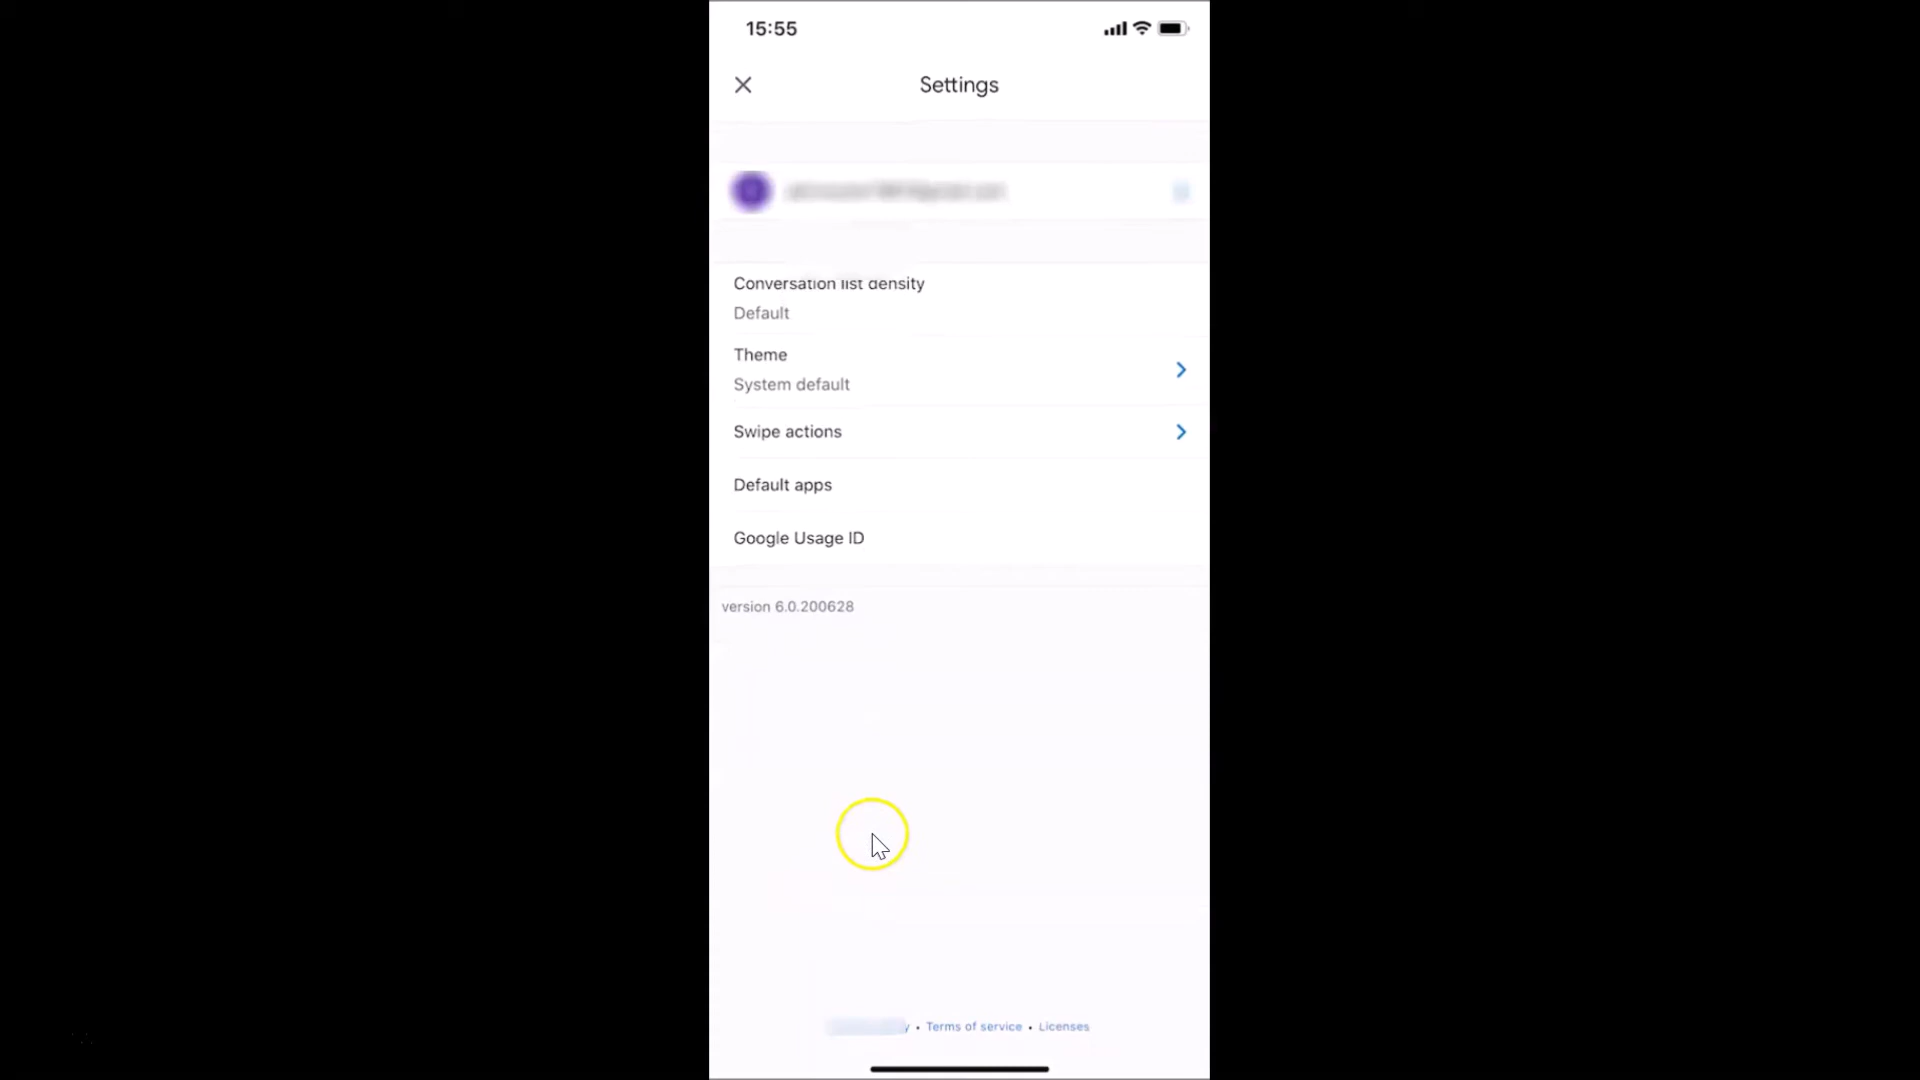 15:55
Settings
Conversation list density
Default
Theme
System default
Swipe actions
Default apps
Google Usage ID
version 6.0.200628
• Terms of service • Licenses